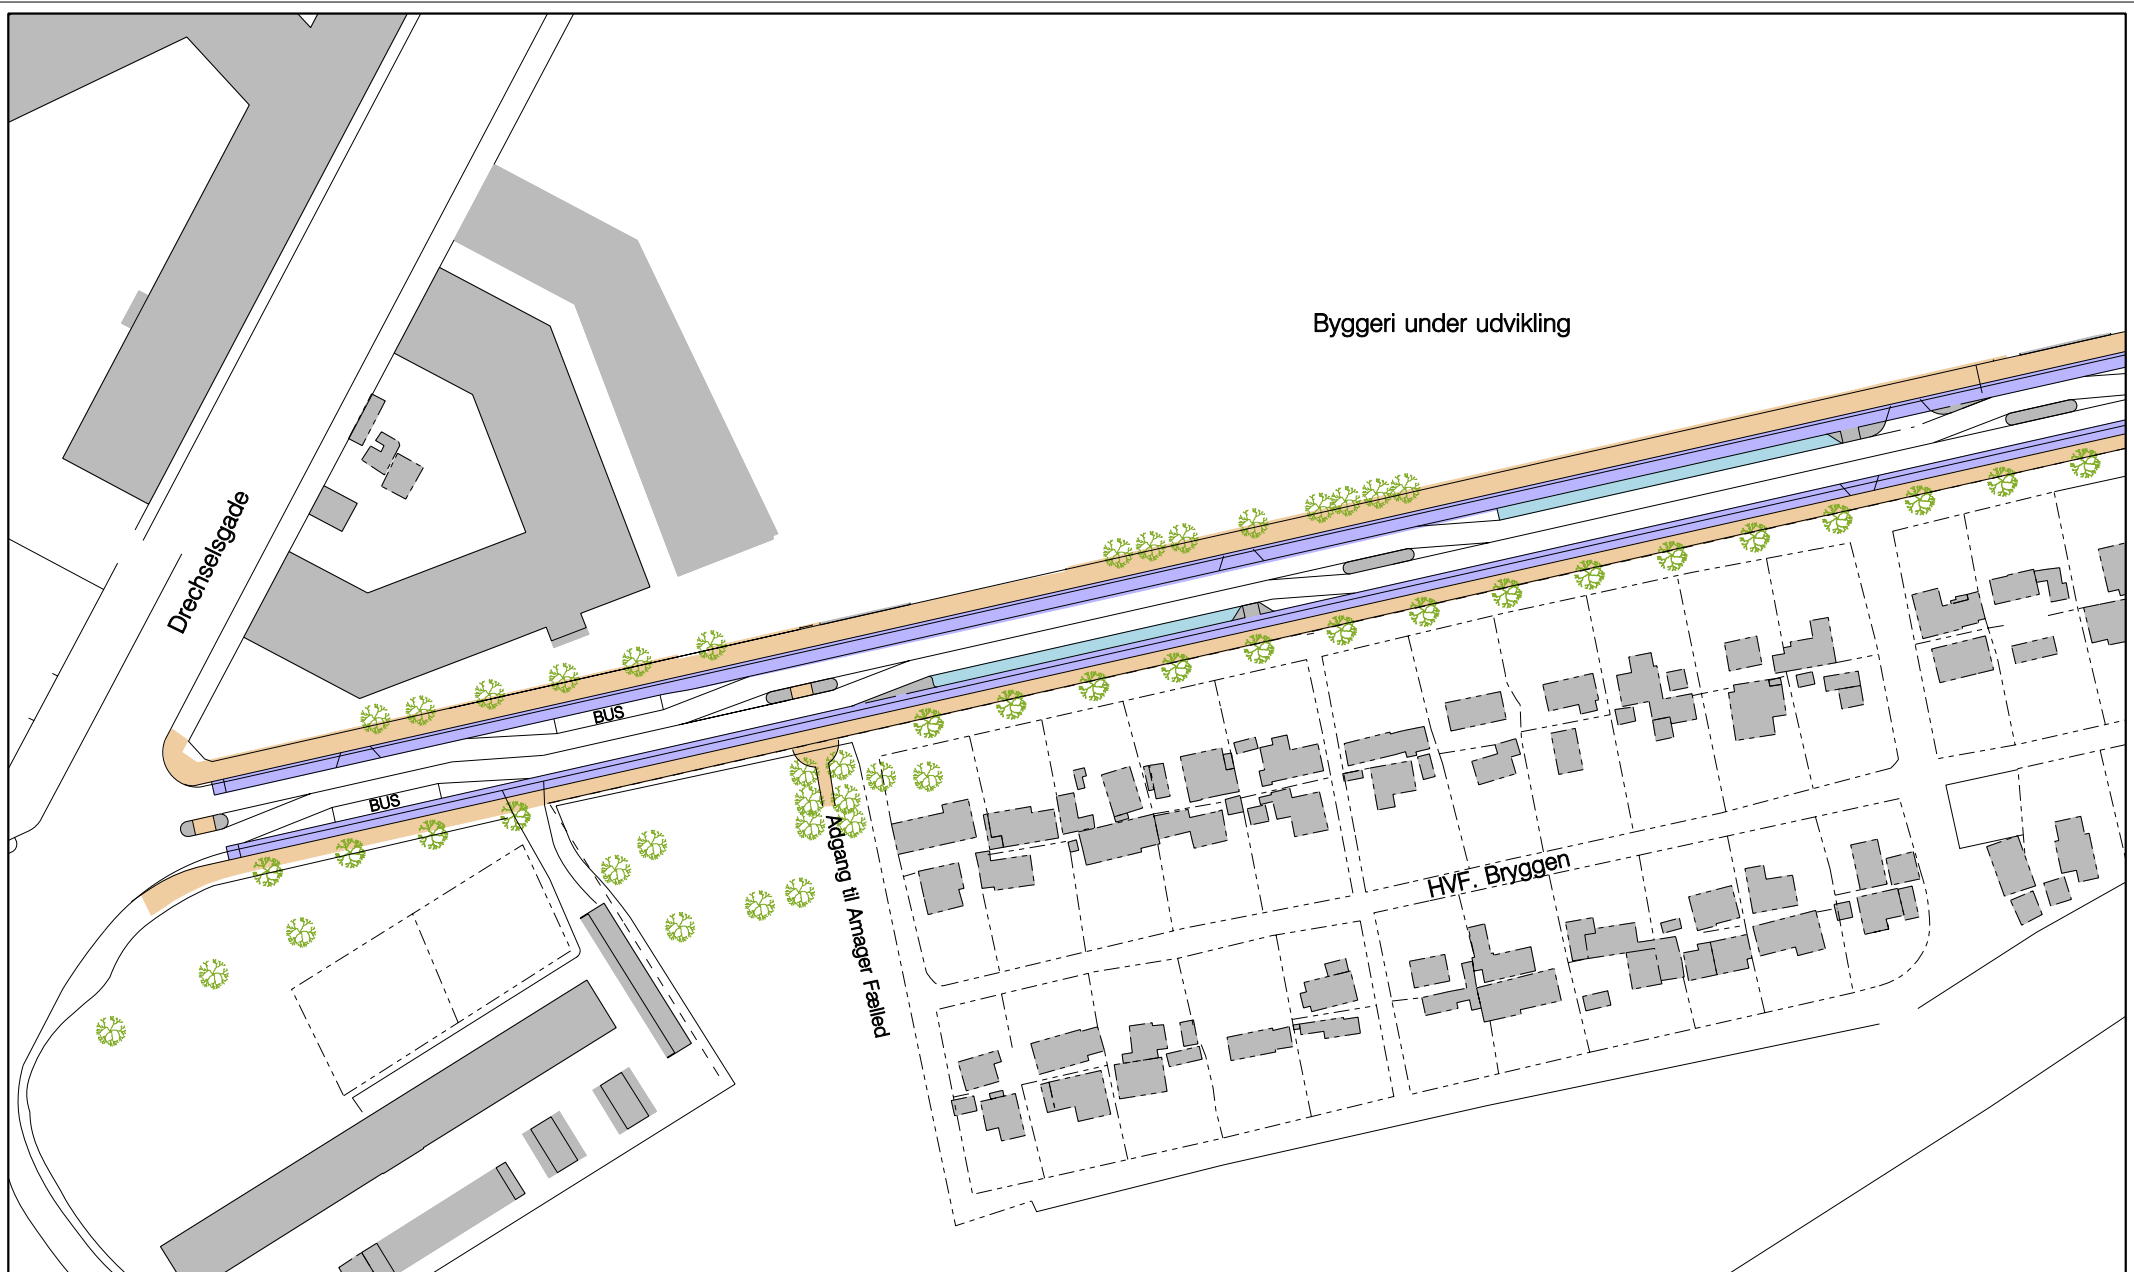 Byggeri under udvikling
Drechselsgade
BUS
BUS
Adgang til Amager Fælled
HVF. Bryggen